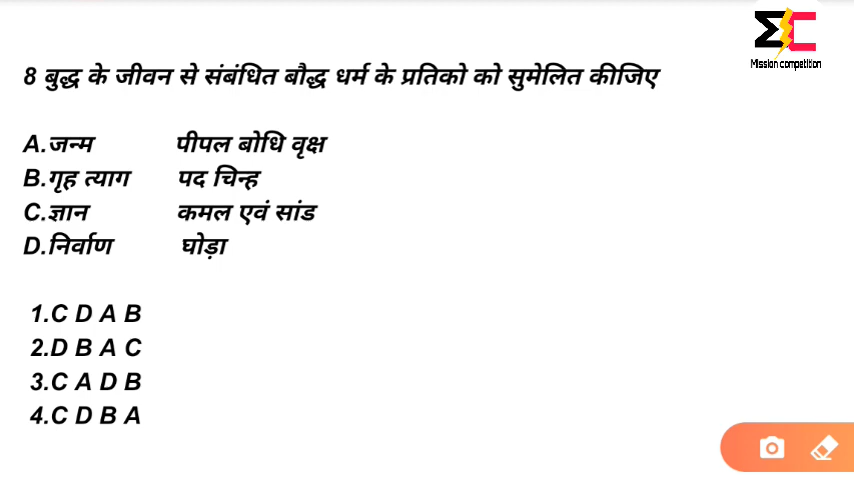 Mission competition
8 बुद्ध के जीवन से संबंधित बौद्ध धर्म के प्रतिको को सुमेलित कीजिए
A.जन्म पीपल बोधि वृक्ष
B.गृह त्याग पद चिन्ह
C.ज्ञान कमल एवं सांड
D.निर्वाण घोड़ा
1.C D A B
2.D B A C
3.C A D B
4.C D B A